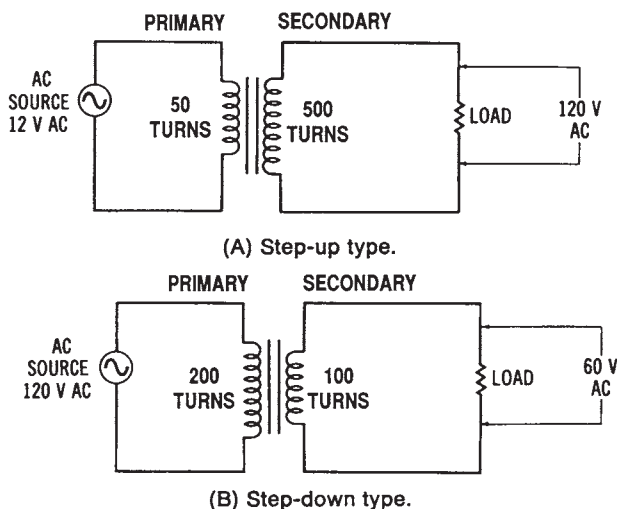 PRIMARY SECONDARY
AC
SOURCE
12 V AC
50
TURNS
500
TURNS
LOAD
120 V
AC
(A) Step-up type.
PRIMARY SECONDARY
AC
SOURCE
120 V AC
200
TURNS
100
TURNS
LOAD
60 V
AC
(B) Step-down type.